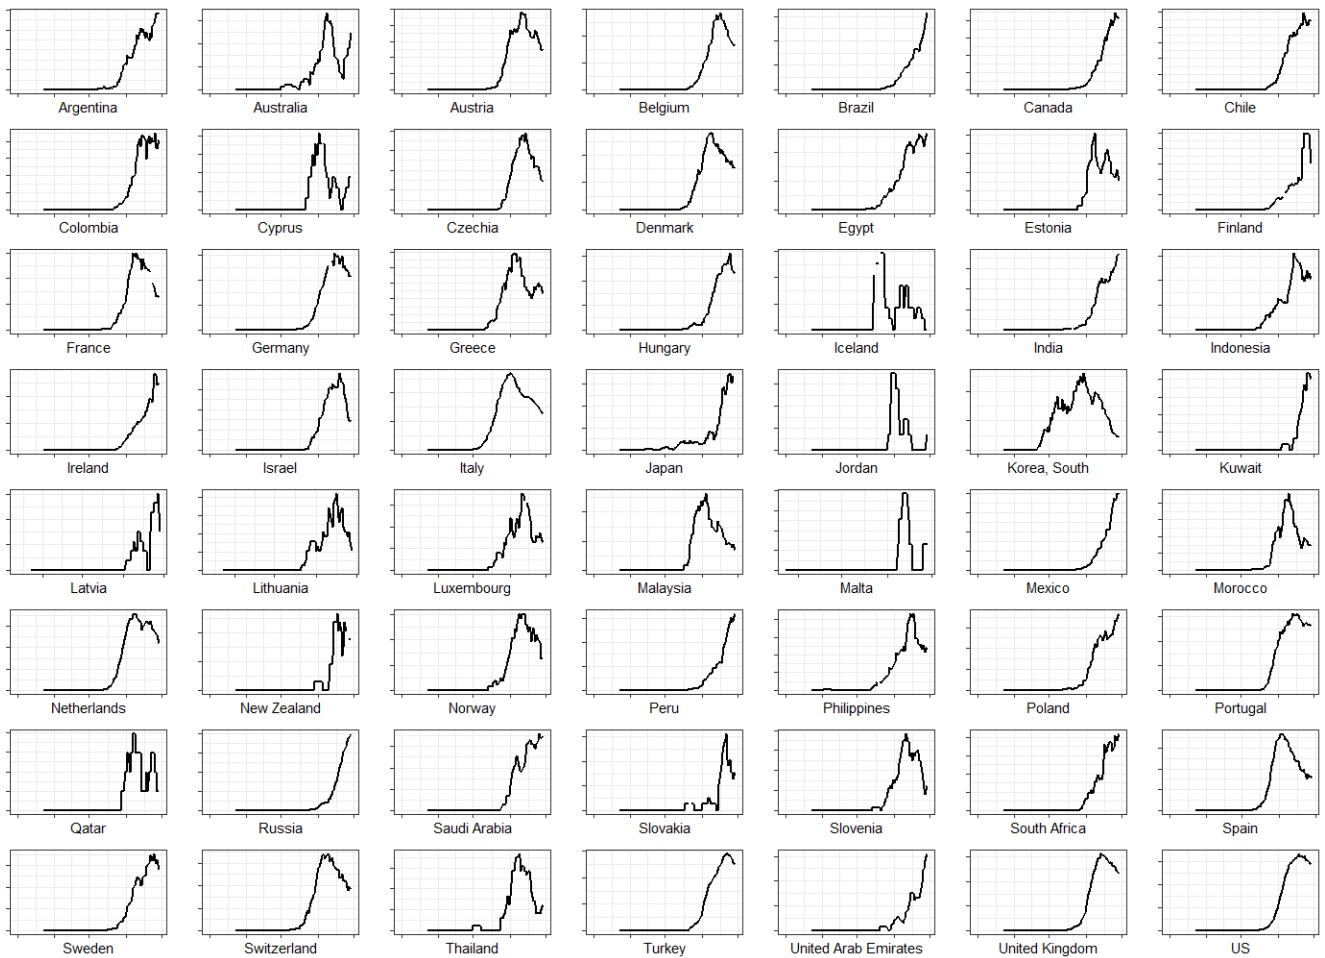 Argentina Australia Austria Belgium Brazil Canada Chile
Colombia Cyprus Czechia Denmark Egypt Estonia Finland
France Germany Greece Hungary Iceland India Indonesia
Ireland Israel Italy Japan Jordan Korea, South Kuwait
Latvia Lithuania Luxembourg Malaysia Malta Mexico Morocco
Netherlands New Zealand Norway Peru Philippines Poland Portugal
Qatar Russia Saudi Arabia Slovakia Slovenia South Africa Spain
Sweden Switzerland Thailand Turkey United Arab Emirates United Kingdom US